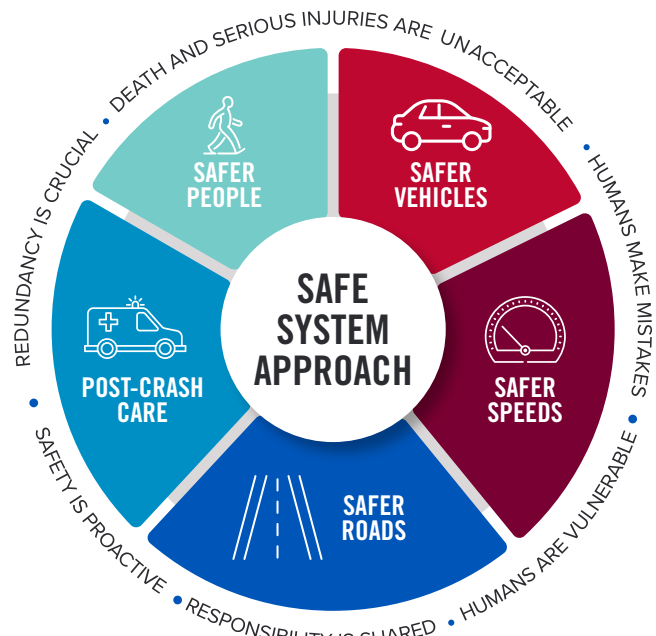 DEATH AND SERIOUS INJURIES ARE UNACCEPTABLE
HUMANS MAKE MISTAKES
HUMANS ARE VULNERABLE
RESPONSIBILITY IS SHARED
SAFETY IS PROACTIVE
REDUNDANCY IS CRUCIAL
SAFER
PEOPLE
SAFER
VEHICLES
SAFER
SPEEDS
SAFER
ROADS
POST-CRASH
CARE
SAFE
SYSTEM
APPROACH